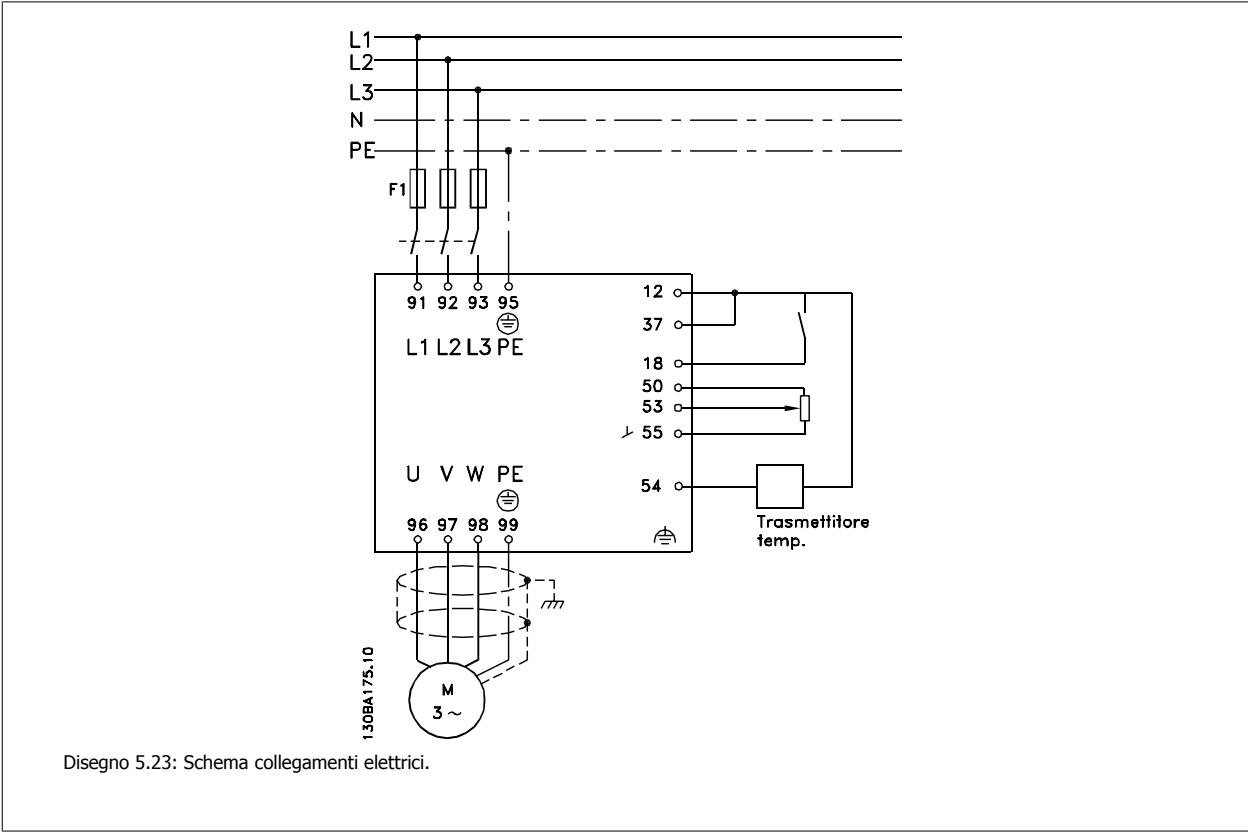 L1
L2
L3
N
PE
F1
91 92 93 95
L1 L2 L3 PE
12
37
18
50
53
55
54
U V W PE
96 97 98 99
Trasmettitore
temp.
M
3 ~
130BA175.10
Disegno 5.23: Schema collegamenti elettrici.